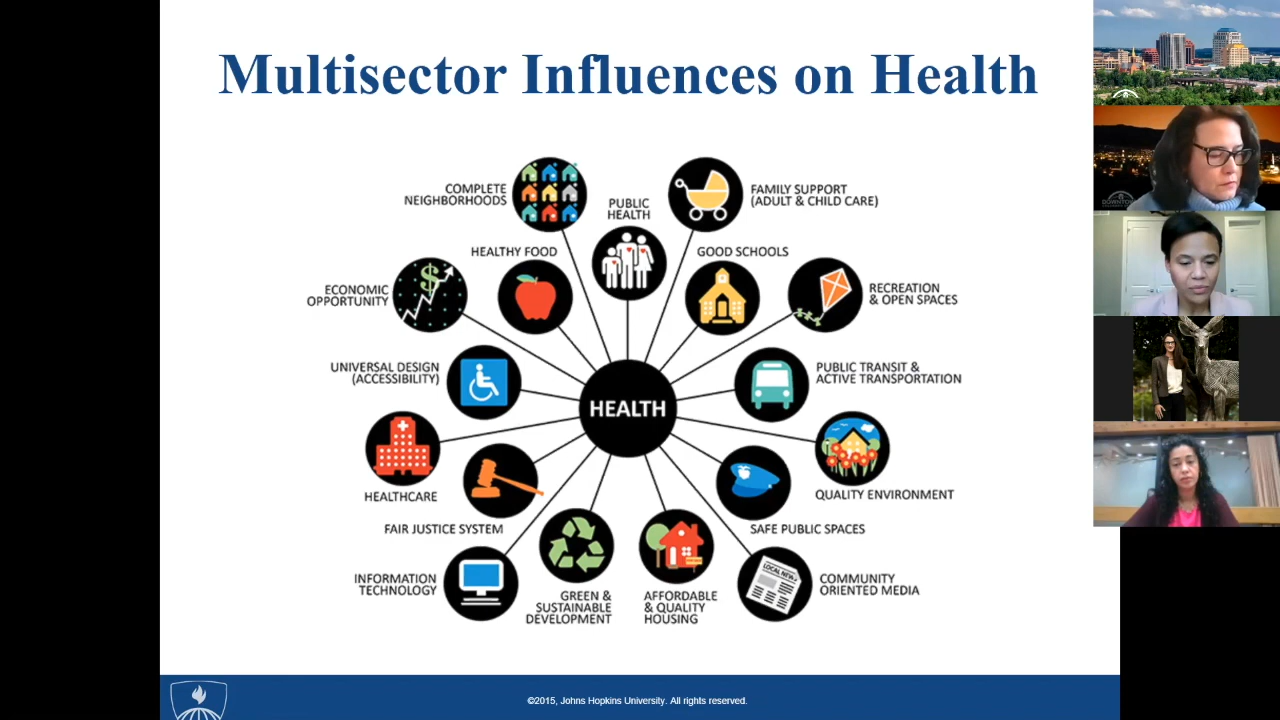 Multisector Influences on Health
COMPLETE
NEIGHBORHOODS
PUBLIC
HEALTH
FAMILY SUPPORT
(ADULT & CHILD CARE)
HEALTHY FOOD
GOOD SCHOOLS
ECONOMIC
OPPORTUNITY
RECREATION
& OPEN SPACES
UNIVERSAL DESIGN
(ACCESSIBILITY)
PUBLIC TRANSIT &
ACTIVE TRANSPORTATION
HEALTH
HEALTHCARE
QUALITY ENVIRONMENT
FAIR JUSTICE SYSTEM
SAFE PUBLIC SPACES
INFORMATION
TECHNOLOGY
GREEN &
SUSTAINABLE
DEVELOPMENT
AFFORDABLE
& QUALITY
HOUSING
LOCAL NEWS
COMMUNITY
ORIENTED MEDIA
©2015, Johns Hopkins University. All rights reserved.